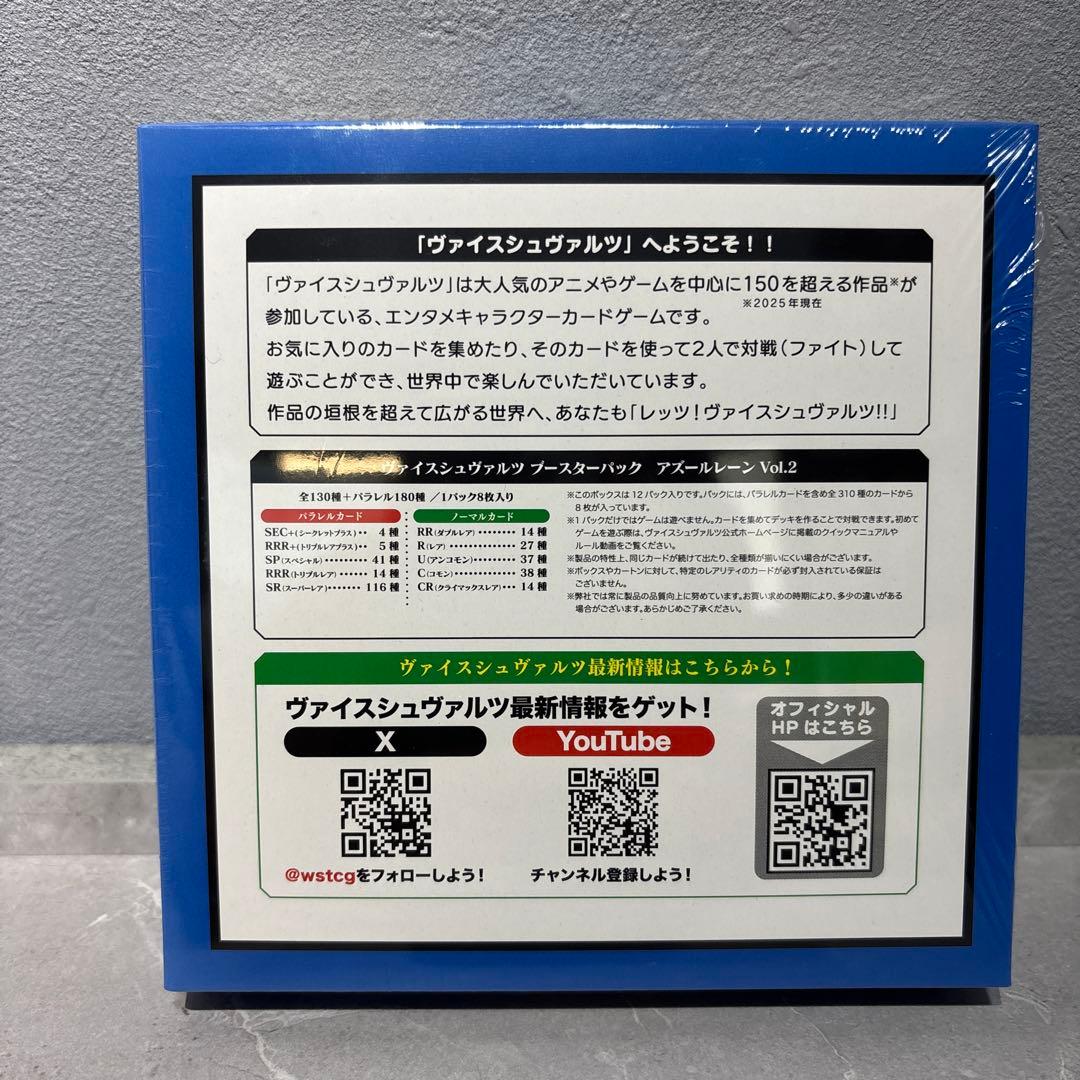 「ヴァイスシュヴァルツ」へようこそ！！
「ヴァイスシュヴァルツ」は大人気のアニメやゲームを中心に150を超える作品※が
※2025年現在
参加している、エンタメキャラクターカードゲームです。
お気に入りのカードを集めたり、そのカードを使って2人で対戦(ファイト)して
遊ぶことができ、世界中で楽しんでいただいています。
作品の垣根を超えて広がる世界へ、あなたも「レッツ！ヴァイスシュヴァルツ!!」
ヴァイスシュヴァルツ ブースターパック アズールレーン Vol.2
全130種＋パラレル180種 ／1パック8枚入り
パラレルカード
SEC+(シークレットプラス)‥ 4種
RRR+(トリプルレアプラス)‥ 5種
SP(スペシャル)‥‥‥‥ 41種
RRR(トリプルレア)‥‥‥ 14種
SR(スーパーレア)‥‥‥ 116種
ノーマルカード
RR(ダブルレア)‥‥‥‥ 14種
R(レア)‥‥‥‥‥‥ 27種
U(アンコモン)‥‥‥‥ 37種
C(コモン)‥‥‥‥‥ 38種
CR(クライマックスレア)‥ 14種
※このボックスは12パック入りです。パックには、パラレルカードを含め全310種のカードから
8枚が入っています。
※1パックだけではゲームは遊べません。カードを集めてデッキを作ることで対戦できます。初めて
ゲームを遊ぶ際は、ヴァイスシュヴァルツ公式ホームページに掲載のクイックマニュアルや
ルール動画をご覧ください。
※製品の特性上、同じカードが続けて出たり、全種類が揃いにくい場合がございます。
※ボックスやカートンに対して、特定のレアリティのカードが必ず封入されている保証は
ございません。
※弊社では常に製品の品質向上に努めています。お買い求めの時期により、多少の違いがある
場合がございます。あらかじめご了承ください。
ヴァイスシュヴァルツ最新情報はこちらから！
ヴァイスシュヴァルツ最新情報をゲット！
X
YouTube
@wstcgをフォローしよう！
チャンネル登録しよう！
オフィシャル
HPはこちら